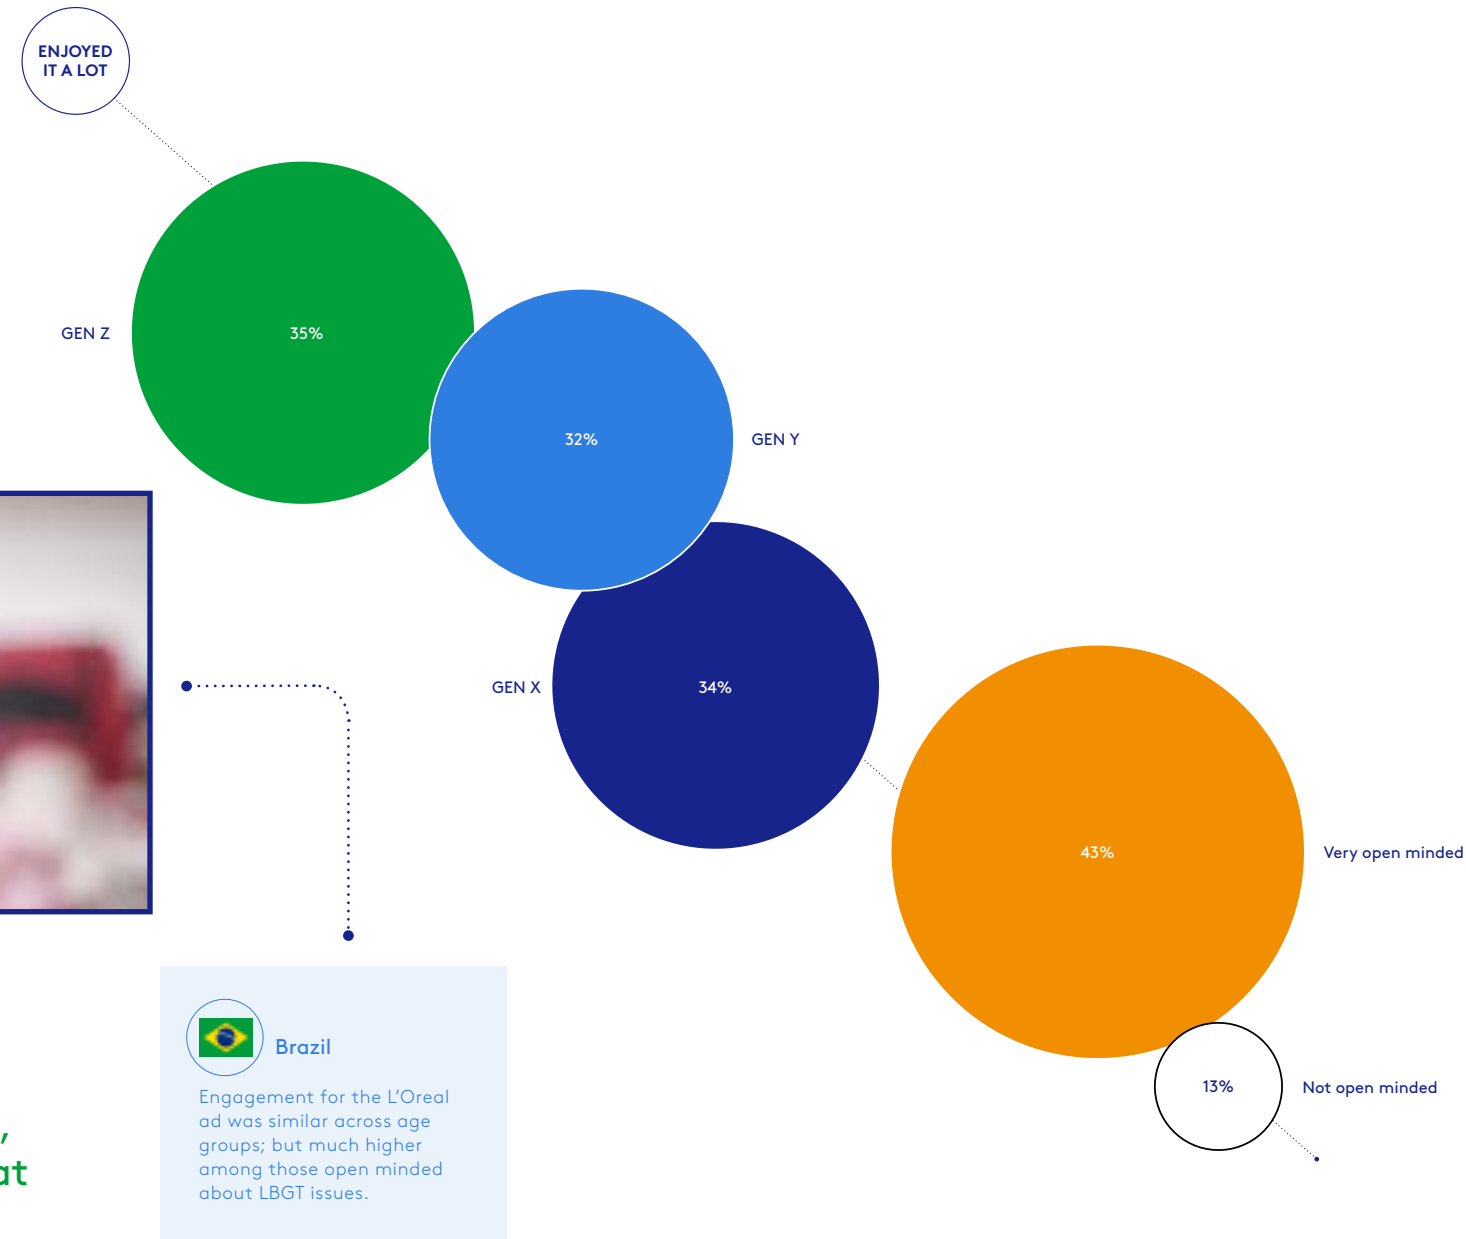 ENJOYED
IT A LOT
GEN Z
35%
32%
GEN Y
GEN X
34%
43%
Very open minded
13%
Not open minded
Brazil
Engagement for the L’Oreal
ad was similar across age
groups; but much higher
among those open minded
about LBGT issues.